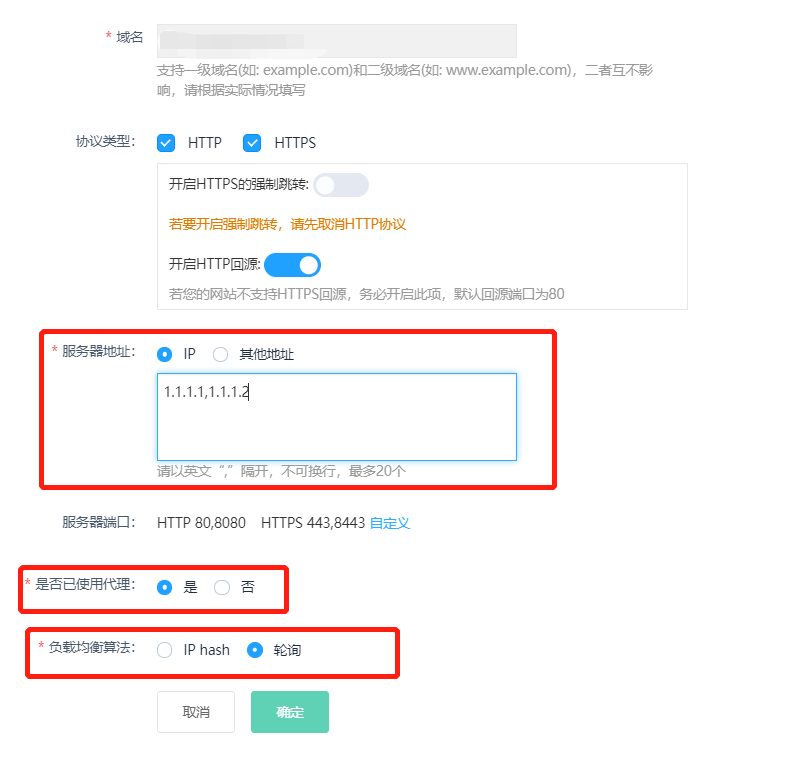 * 域名
支持一级域名(如: example.com)和二级域名(如: www.example.com)，二者互不影
响，请根据实际情况填写
协议类型： HTTP HTTPS
开启HTTPS的强制跳转:
若要开启强制跳转，请先取消HTTP协议
开启HTTP回源:
若您的网站不支持HTTPS回源，务必开启此项，默认回源端口为80
* 服务器地址： IP 其他地址
1.1.1.1,1.1.1.2
请以英文“,”隔开，不可换行，最多20个
服务器端口： HTTP 80,8080 HTTPS 443,8443 自定义
* 是否已使用代理： 是 否
* 负载均衡算法： IP hash 轮询
取消 确定